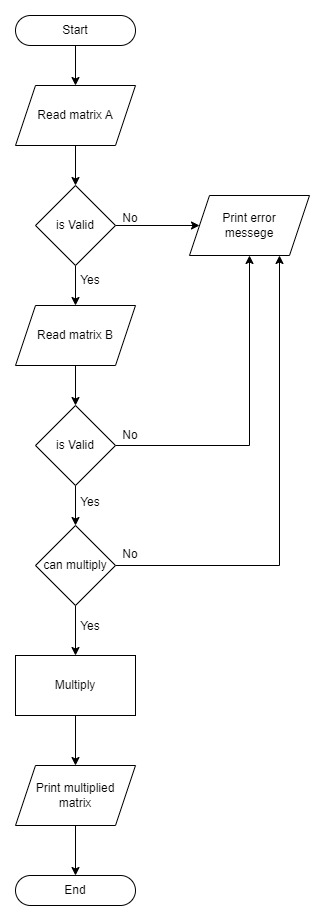 Start
Read matrix A
is Valid
No
Print error
messege
Yes
Read matrix B
is Valid
No
Yes
can multiply
No
Yes
Multiply
Print multiplied
matrix
End